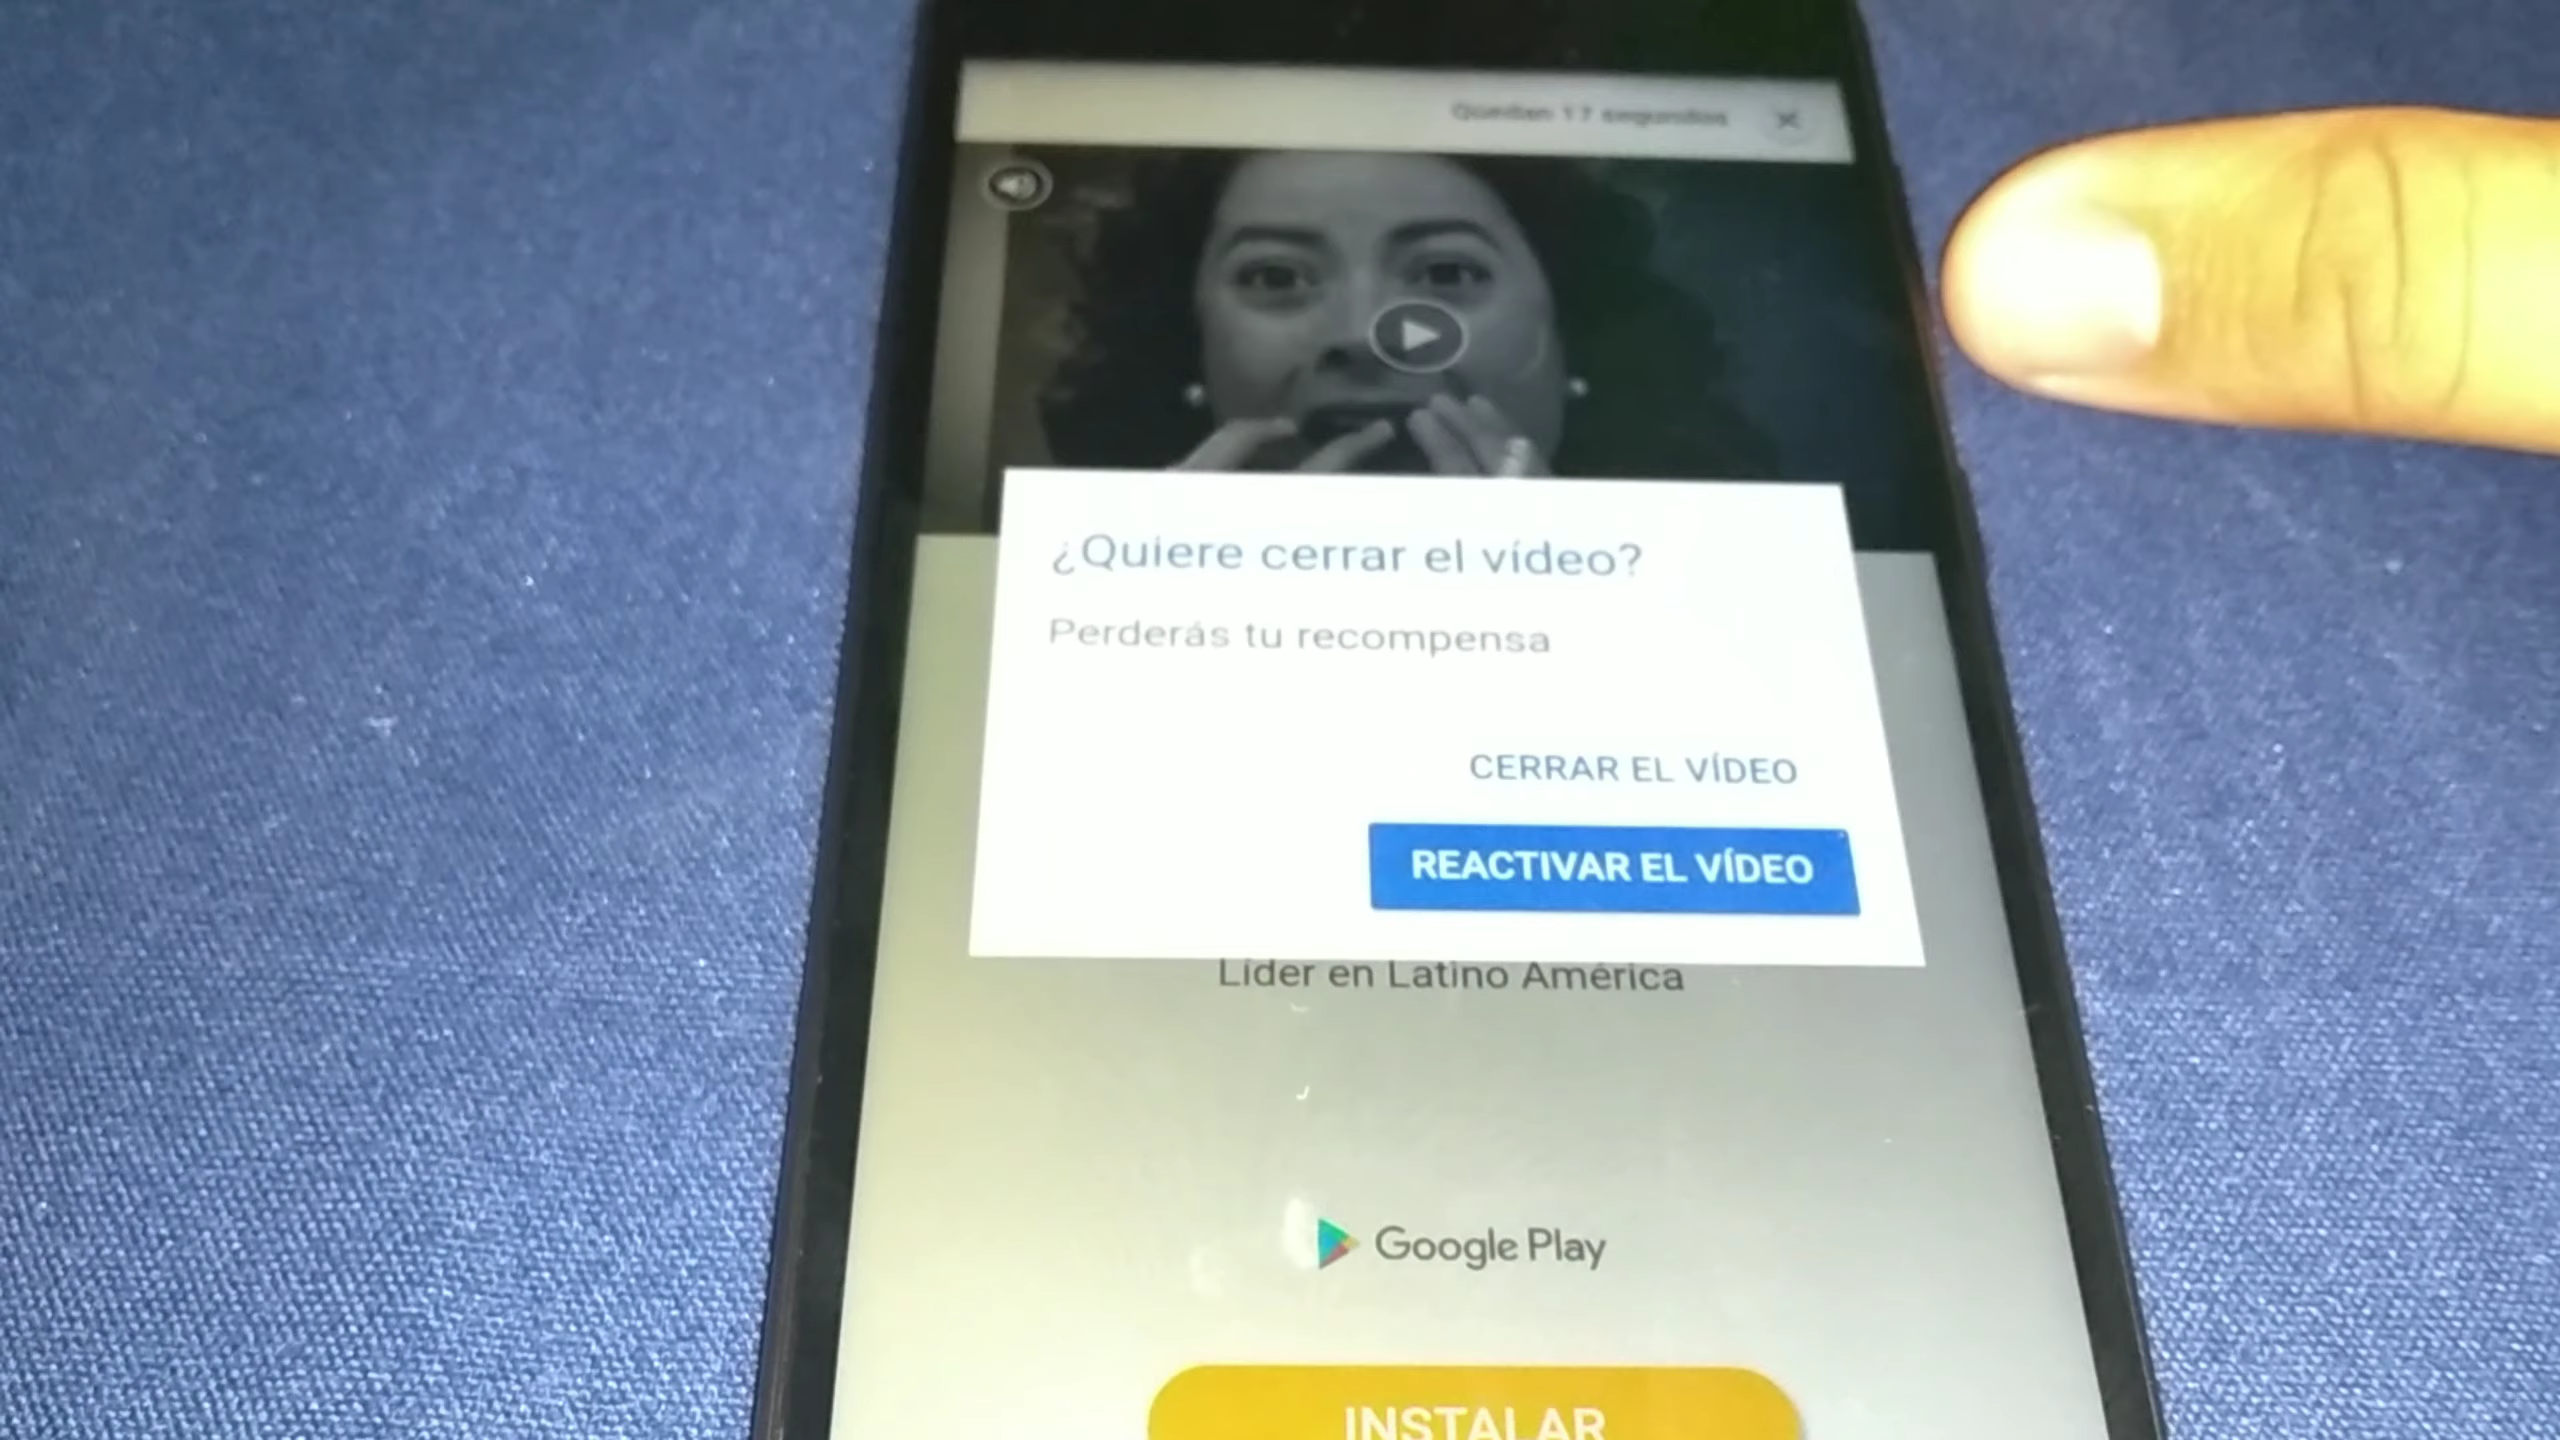 Quedan 17 segundos
¿Quiere cerrar el vídeo?
Perderás tu recompensa
CERRAR EL VÍDEO
REACTIVAR EL VÍDEO
Líder en Latino América
Google Play
INSTALAR